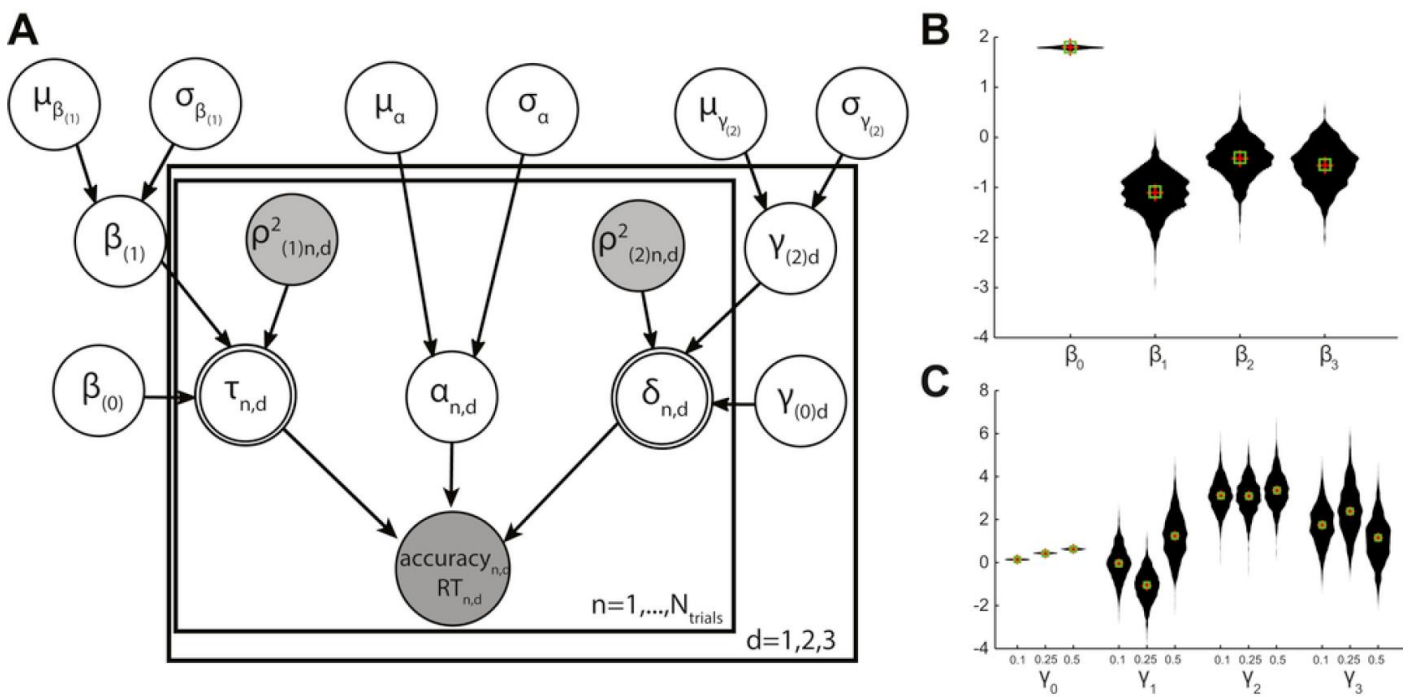 A
μβ(1)
σβ(1)
μα
σα
μγ(2)
σγ(2)
β(1)
ρ²(1)n,d
ρ²(2)n,d
γ(2)d
β(0)
τn,d
αn,d
δn,d
γ(0)d
accuracyn,d
RTn,d
n=1,...,Ntrials
d=1,2,3
B
2
1
0
-1
-2
-3
-4
β0 β1 β2 β3
C
8
6
4
2
0
-2
-4
0.1 0.25 0.5 0.1 0.25 0.5 0.1 0.25 0.5 0.1 0.25 0.5
γ0 γ1 γ2 γ3